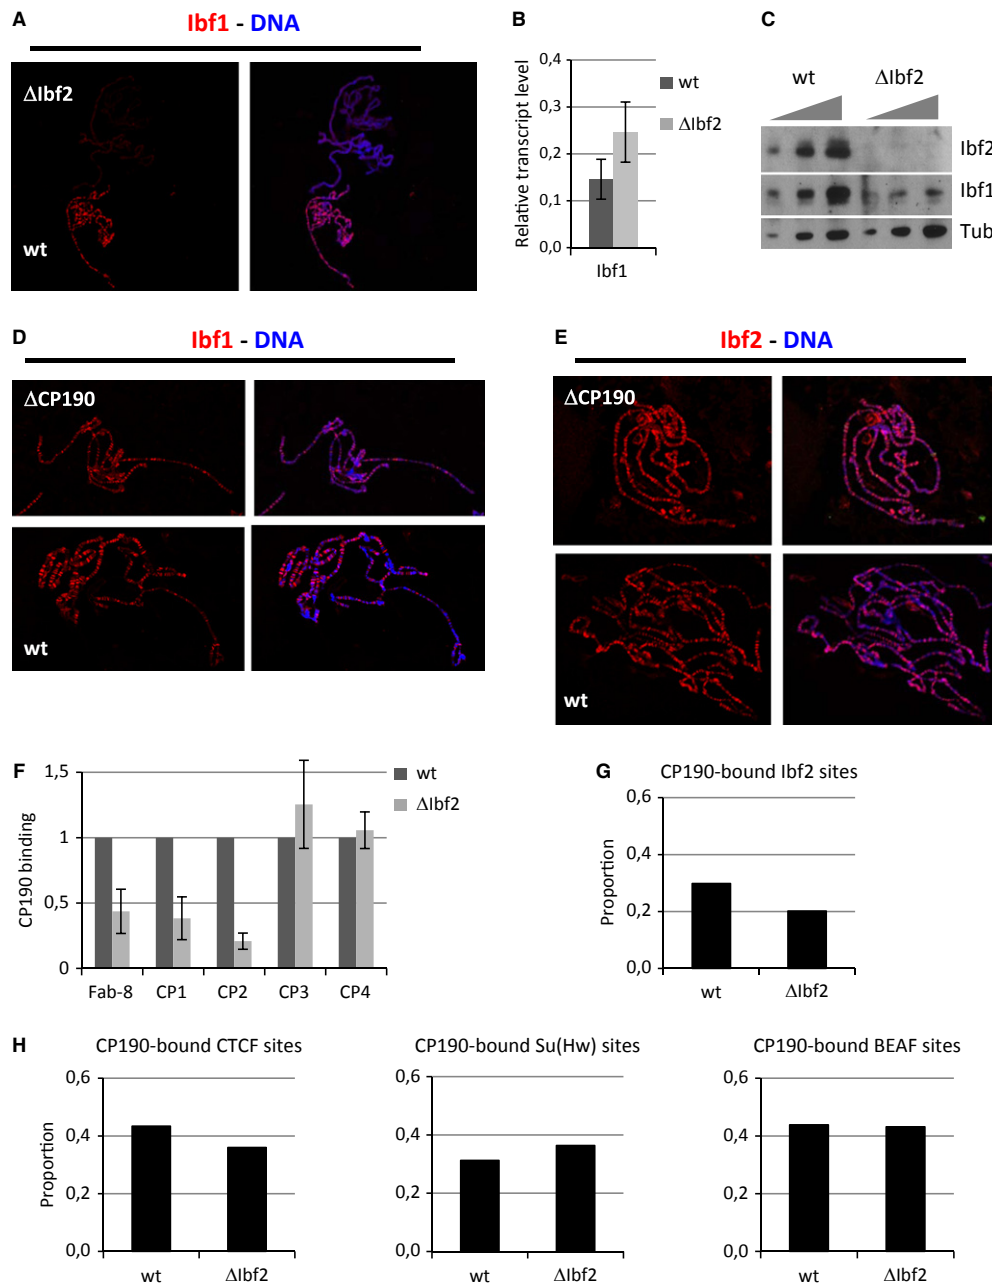 A
Ibf1 - DNA
ΔIbf2
wt
B
Relative transcript level
0,4
0,3
0,2
0,1
0,0
Ibf1
wt
ΔIbf2
C
wt ΔIbf2
Ibf2
Ibf1
Tub
D
Ibf1 - DNA
ΔCP190
wt
E
Ibf2 - DNA
ΔCP190
wt
F
CP190 binding
1,5
1
0,5
0
Fab-8 CP1 CP2 CP3 CP4
wt
ΔIbf2
G
CP190-bound Ibf2 sites
Proportion
0,6
0,4
0,2
0,0
wt ΔIbf2
H
CP190-bound CTCF sites
Proportion
0,6
0,4
0,2
0,0
wt ΔIbf2
CP190-bound Su(Hw) sites
0,6
0,4
0,2
0,0
wt ΔIbf2
CP190-bound BEAF sites
0,6
0,4
0,2
0,0
wt ΔIbf2